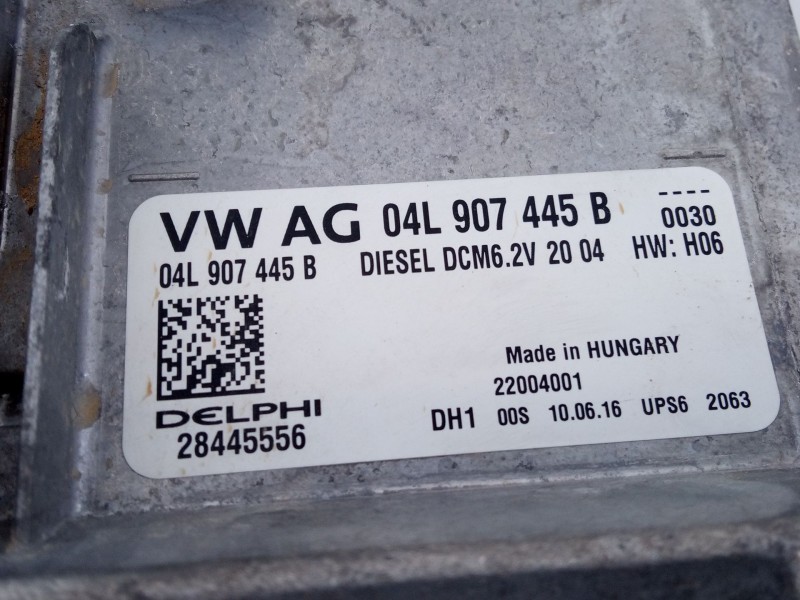 VW AG 04L 907 445 B ----
0030
04L 907 445 B DIESEL DCM6.2V 20 04 HW: H06
Made in HUNGARY
22004001
DELPHI
DH1 00S 10.06.16 UPS6 2063
28445556